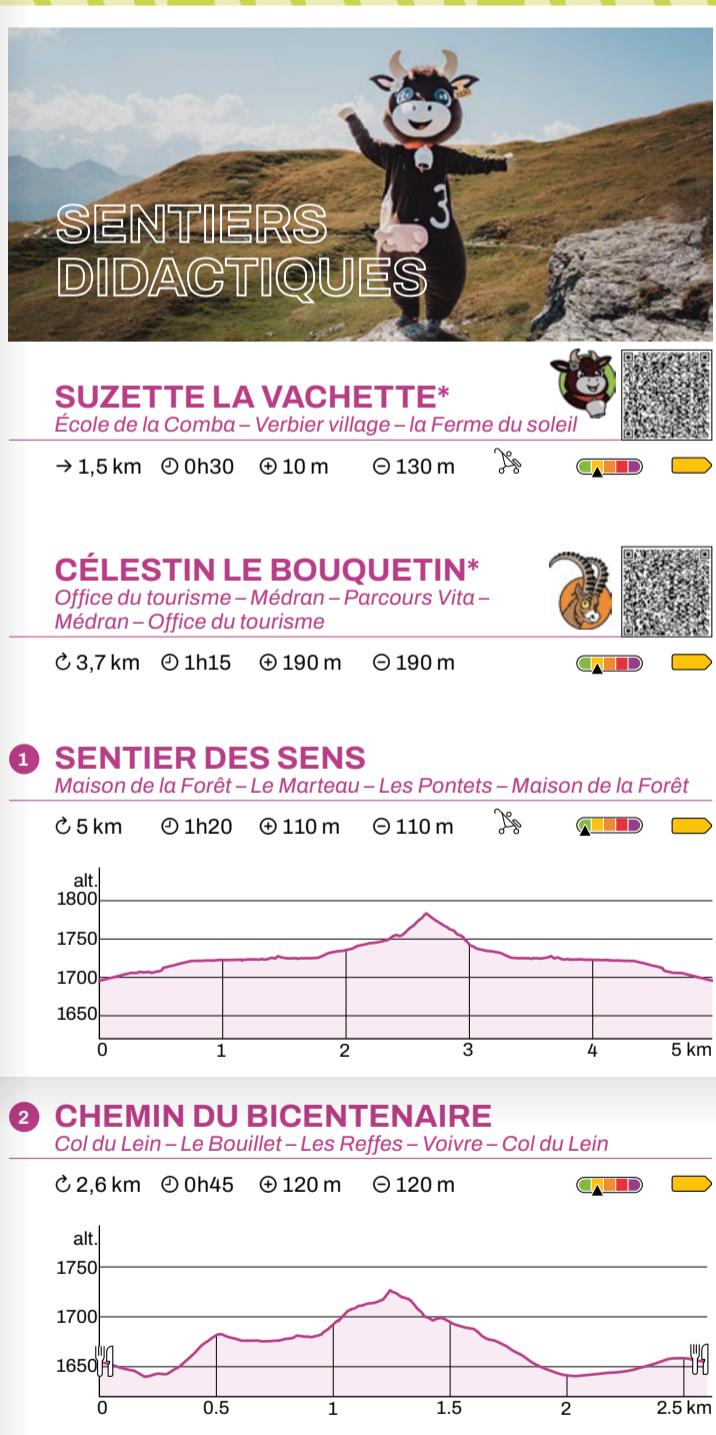 SENTIERS
DIDACTIQUES
SUZETTE LA VACHETTE*
École de la Comba – Verbier village – la Ferme du soleil
→ 1,5 km 0h30 10 m 130 m
CÉLESTIN LE BOUQUETIN*
Office du tourisme – Médran – Parcours Vita –
Médran – Office du tourisme
3,7 km 1h15 190 m 190 m
1 SENTIER DES SENS
Maison de la Forêt – Le Marteau – Les Pontets – Maison de la Forêt
5 km 1h20 110 m 110 m
alt.
1800
1750
1700
1650
0 1 2 3 4 5 km
2 CHEMIN DU BICENTENAIRE
Col du Lein – Le Bouillet – Les Reffes – Voivre – Col du Lein
2,6 km 0h45 120 m 120 m
alt.
1750
1700
1650
0 0.5 1 1.5 2 2.5 km